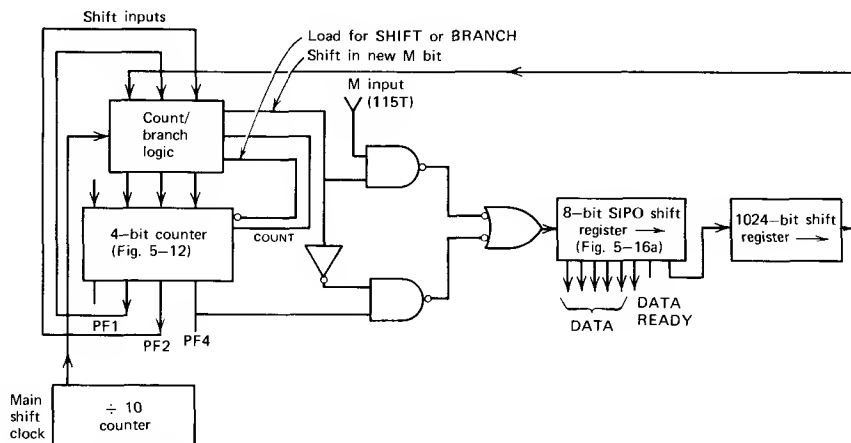 Shift inputs
Load for SHIFT or BRANCH
Shift in new M bit
M input
(115T)
Count/
branch
logic
4-bit counter
(Fig. 5-12)
COUNT
8-bit SIPO shift
register
(Fig. 5-16a)
1024-bit shift
register
DATA
DATA
READY
PF1
PF2
PF4
Main
shift
clock
÷ 10
counter